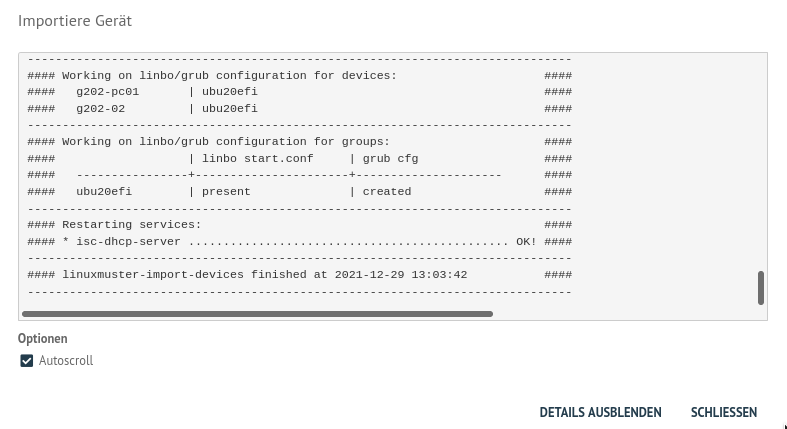 Importiere Gerät
------------------------------------------------------------------------------
#### Working on linbo/grub configuration for devices:                     ####
####   g202-pc01       | ubu20efi                                         ####
####   g202-02         | ubu20efi                                         ####
------------------------------------------------------------------------------
#### Working on linbo/grub configuration for groups:                      ####
####                   | linbo start.conf     | grub cfg                  ####
####   ----------------+----------------------+---------------------      ####
####   ubu20efi        | present              | created                   ####
------------------------------------------------------------------------------
#### Restarting services:                                                 ####
#### * isc-dhcp-server .............................................. OK! ####
------------------------------------------------------------------------------
#### linuxmuster-import-devices finished at 2021-12-29 13:03:42           ####
------------------------------------------------------------------------------
Optionen
Autoscroll
DETAILS AUSBLENDEN SCHLIESSEN